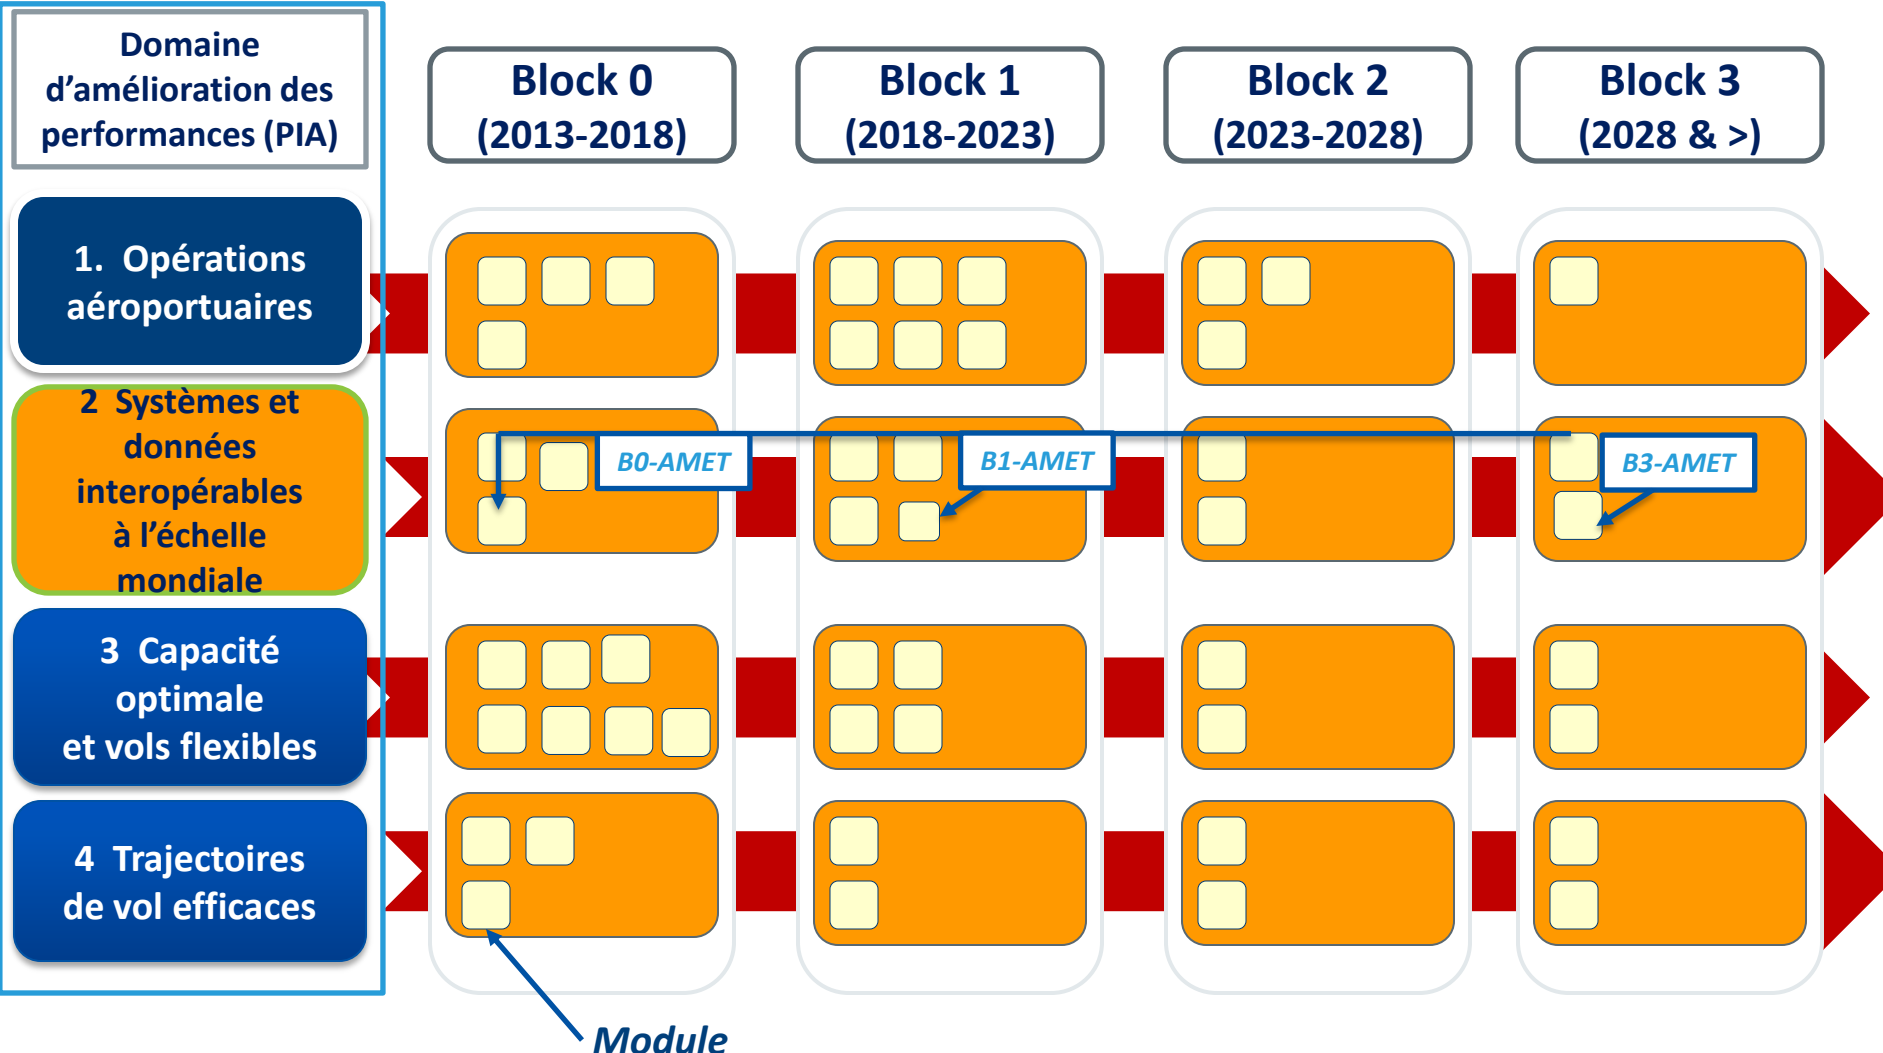 Domaine
d'amélioration des
performances (PIA)
Block 0
(2013-2018)
Block 1
(2018-2023)
Block 2
(2023-2028)
Block 3
(2028 & >)
1. Opérations
aéroportuaires
2 Systèmes et
données
interopérables
à l'échelle
mondiale
B0-AMET
B1-AMET
B3-AMET
3 Capacité
optimale
et vols flexibles
4 Trajectoires
de vol efficaces
Module